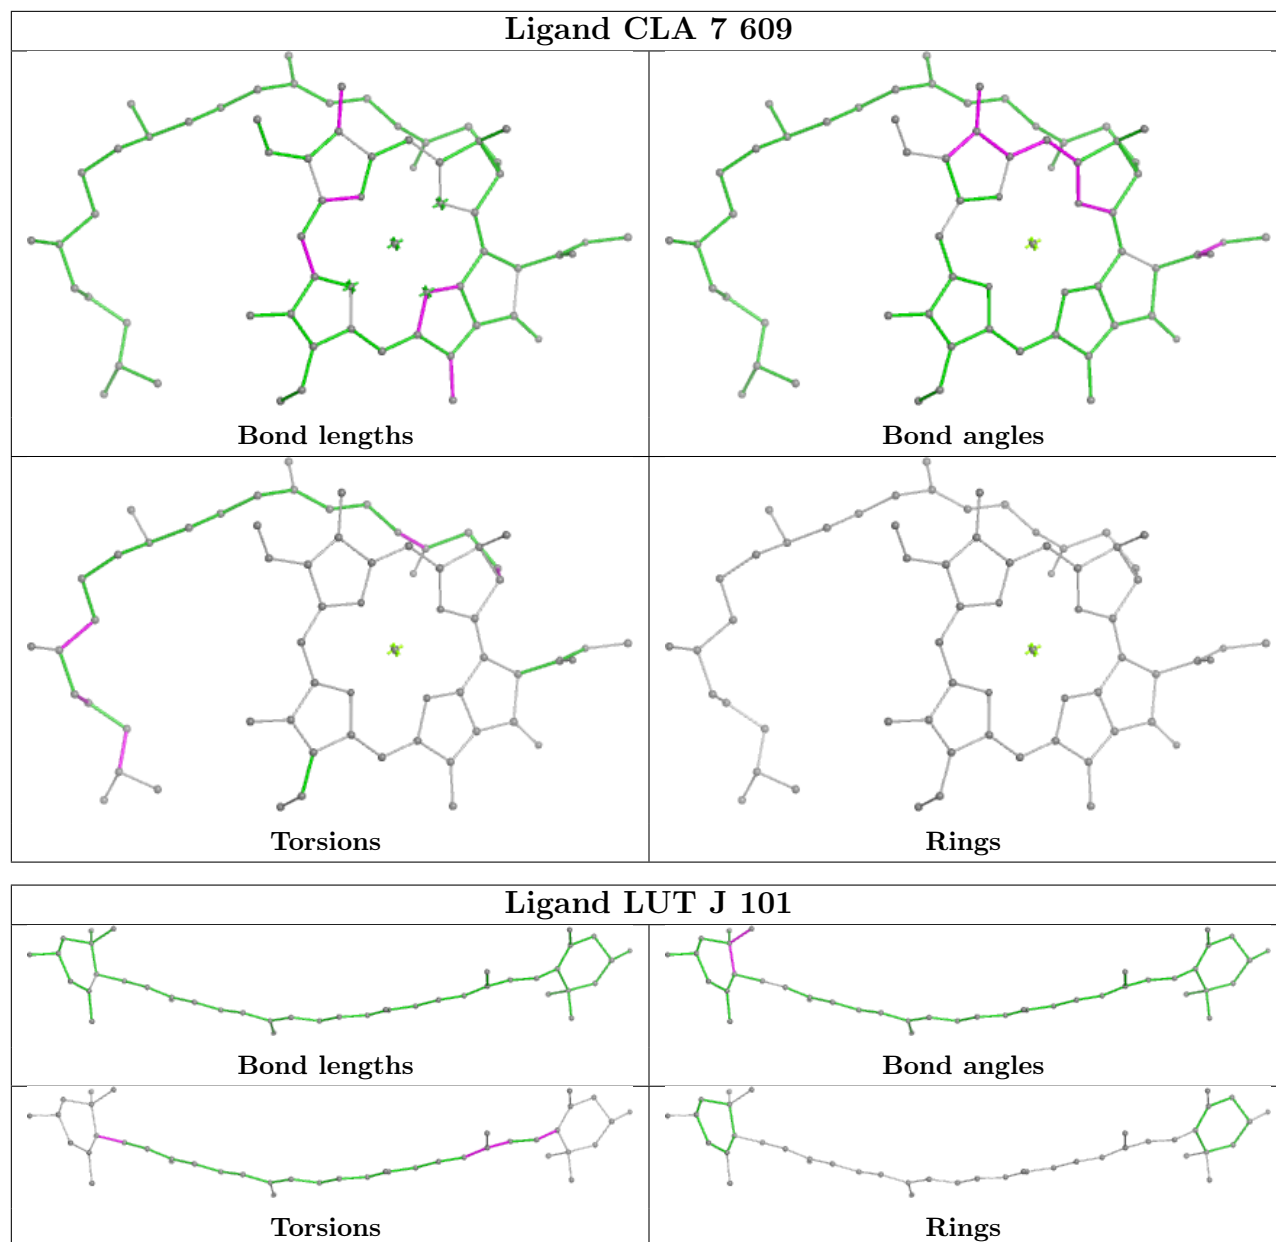 Ligand CLA 7 609
Bond lengths
Bond angles
Torsions
Rings
Ligand LUT J 101
Bond lengths
Bond angles
Torsions
Rings